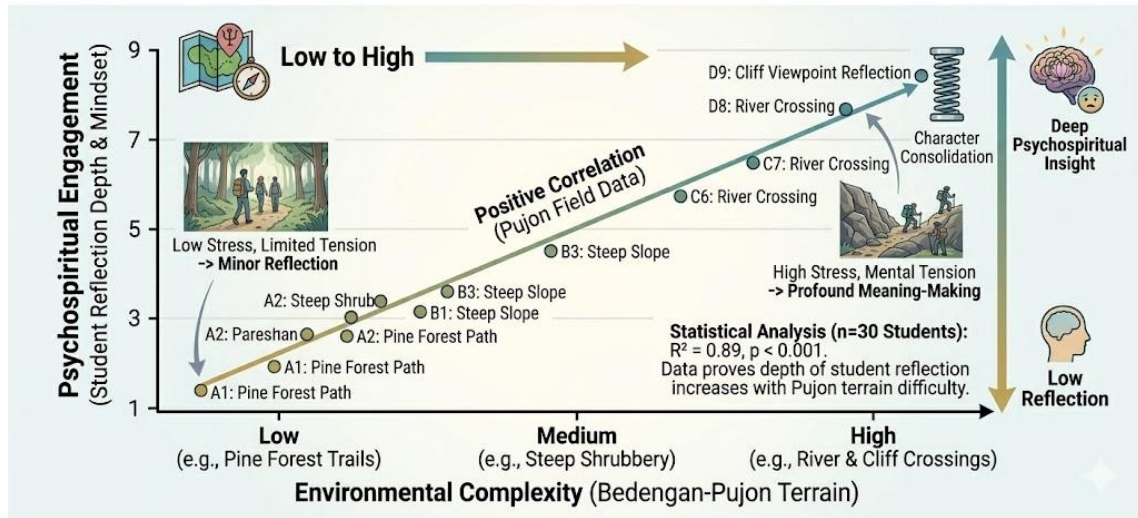 Low to High
Psychospiritual Engagement
(Student Reflection Depth & Mindset)
9
7
5
3
1
D9: Cliff Viewpoint Reflection
D8: River Crossing
Character
Consolidation
C7: River Crossing
C6: River Crossing
Positive Correlation
(Pujon Field Data)
Low Stress, Limited Tension
-> Minor Reflection
B3: Steep Slope
High Stress, Mental Tension
-> Profound Meaning-Making
A2: Steep Shrub
B3: Steep Slope
B1: Steep Slope
A2: Pareshan
A2: Pine Forest Path
A1: Pine Forest Path
A1: Pine Forest Path
Statistical Analysis (n=30 Students):
R² = 0.89, p < 0.001.
Data proves depth of student reflection
increases with Pujon terrain difficulty.
Deep
Psychospiritual
Insight
Low
Reflection
Low
(e.g., Pine Forest Trails)
Medium
(e.g., Steep Shrubbery)
High
(e.g., River & Cliff Crossings)
Environmental Complexity (Bedengan-Pujon Terrain)